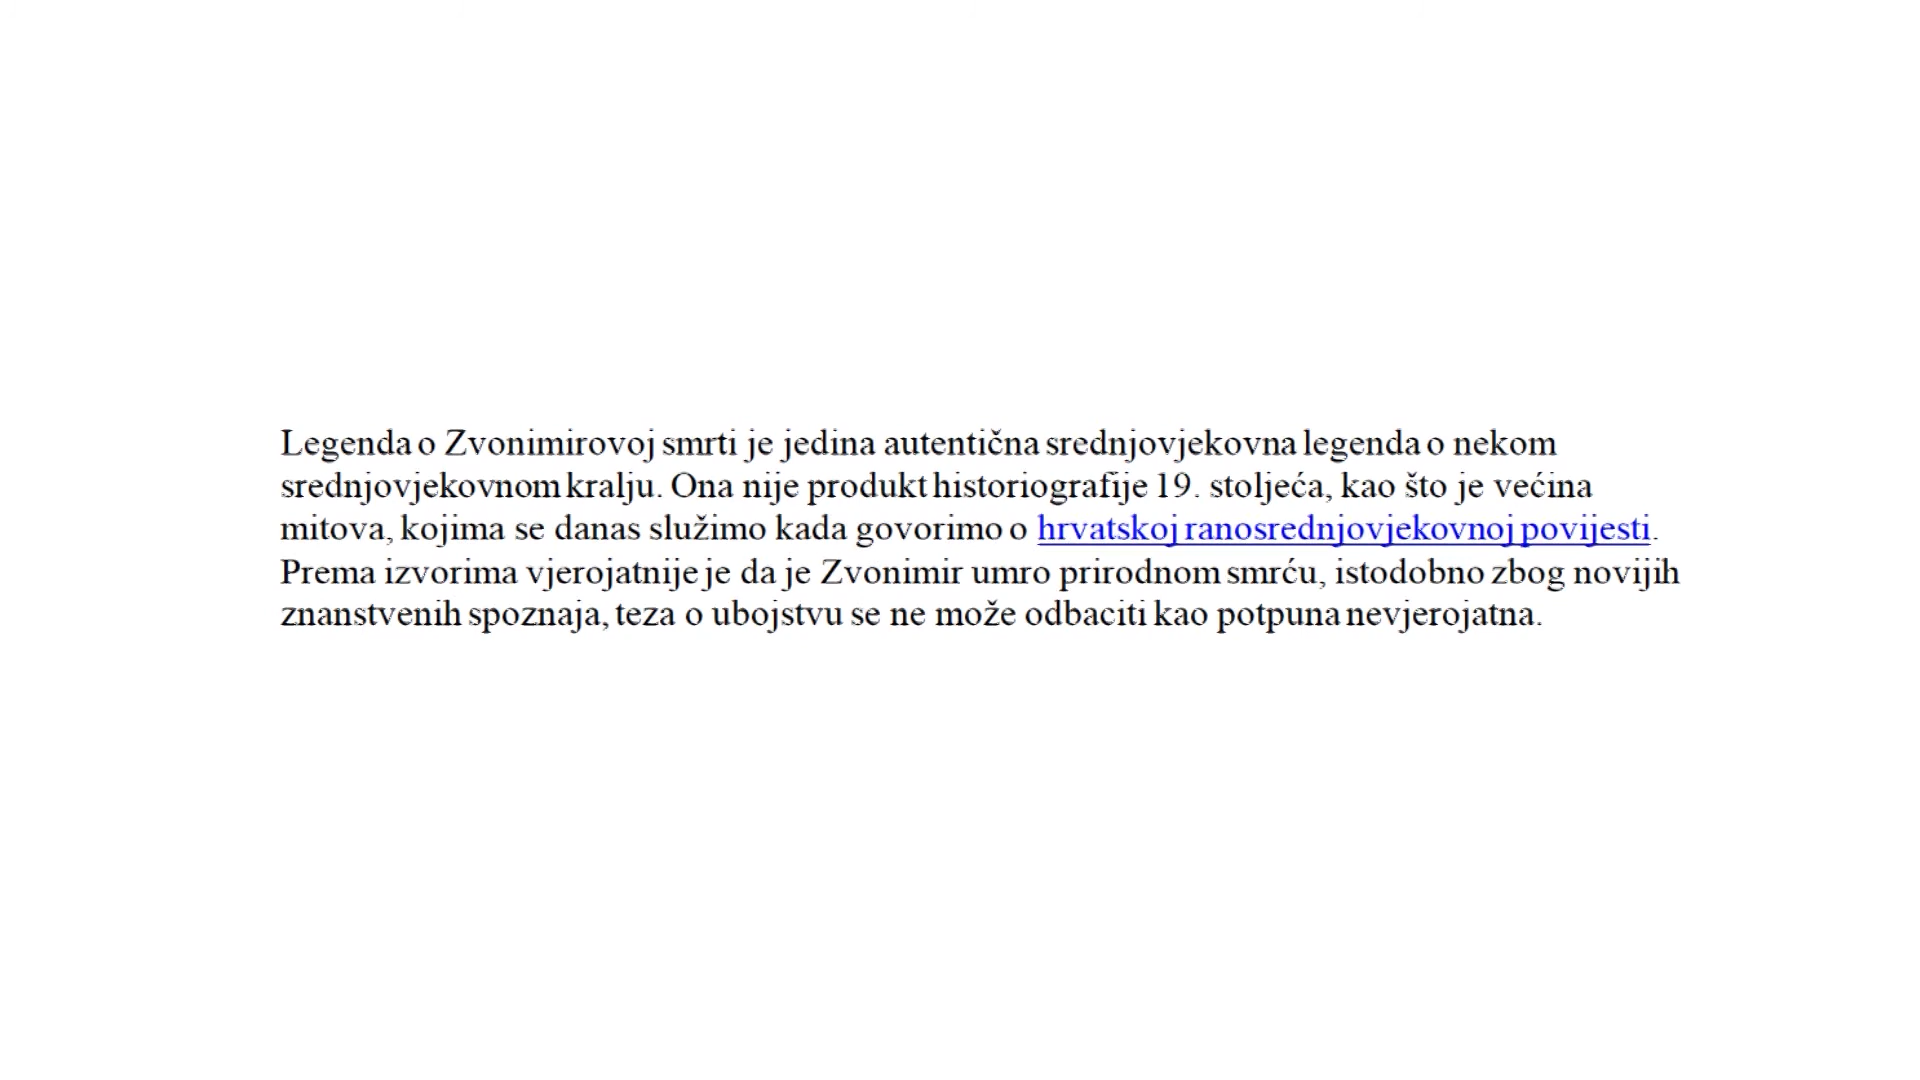 Legenda o Zvonimirovoj smrti je jedina autentična srednjovjekovna legenda o nekom
srednjovjekovnom kralju. Ona nije produkt historiografije 19. stoljeća, kao što je većina
mitova, kojima se danas služimo kada govorimo o hrvatskoj ranosrednjovjekovnoj povijesti.
Prema izvorima vjerojatnije je da je Zvonimir umro prirodnom smrću, istodobno zbog novijih
znanstvenih spoznaja, teza o ubojstvu se ne može odbaciti kao potpuna nevjerojatna.